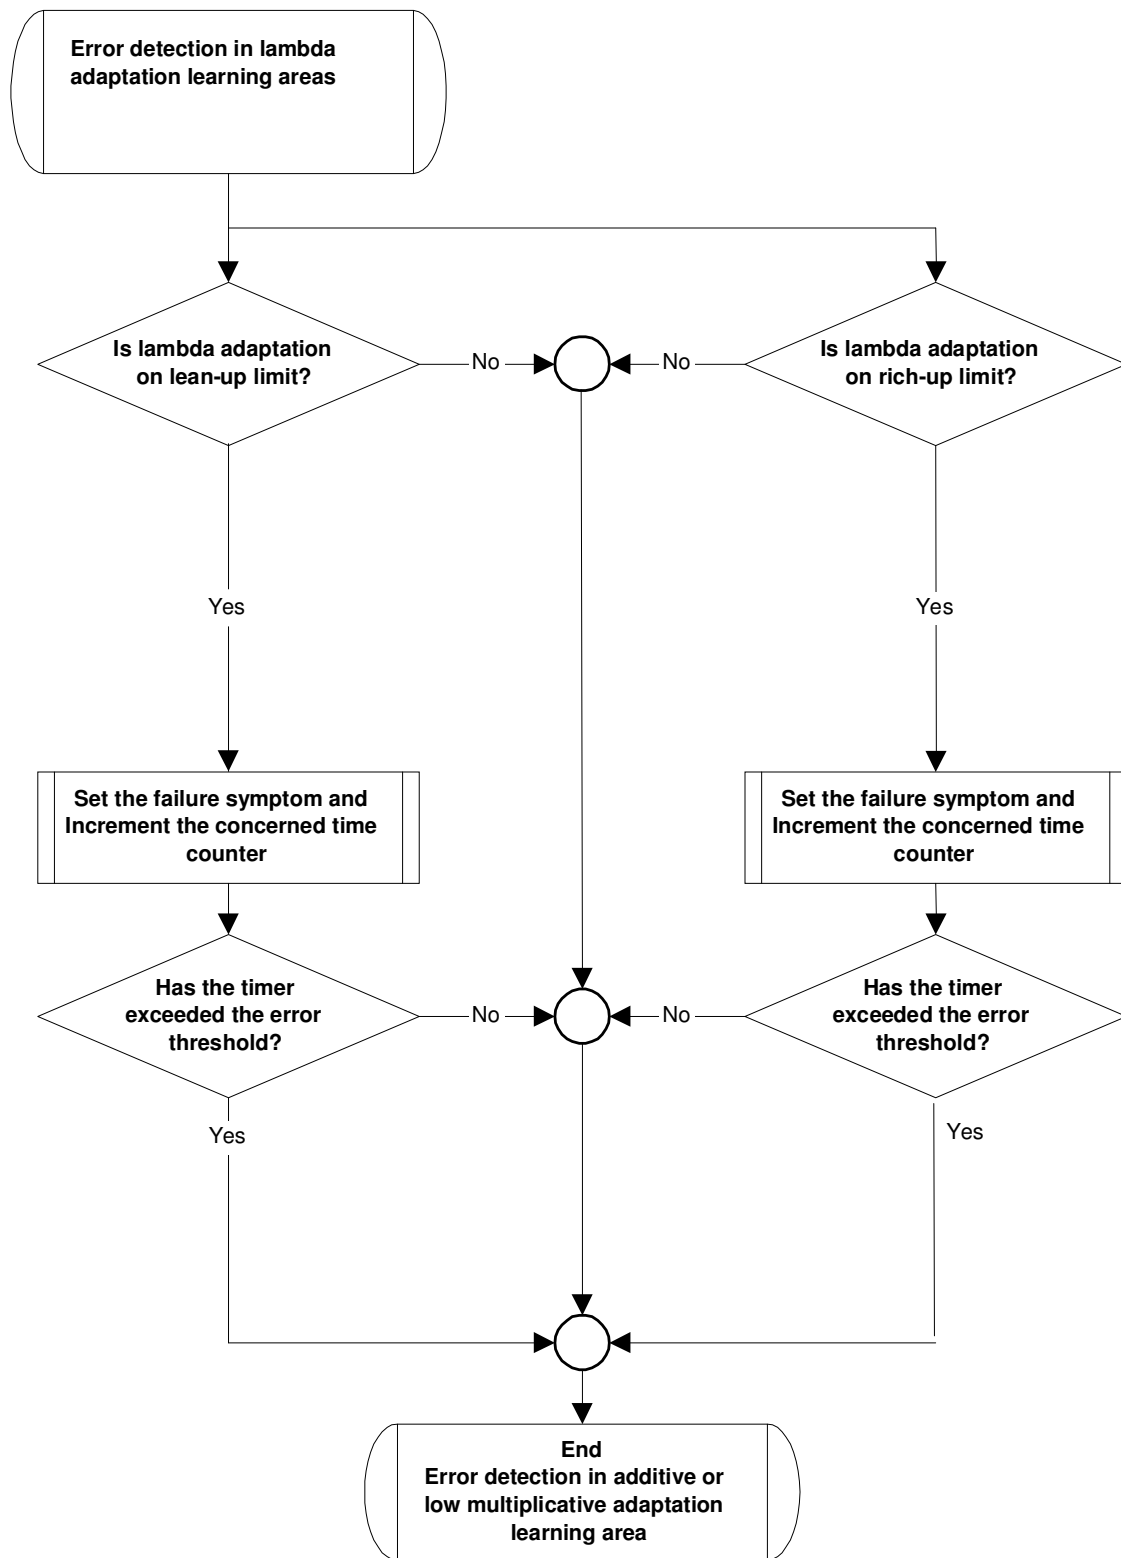 Error detection in lambda
adaptation learning areas
Is lambda adaptation
on lean-up limit?
No
No
Is lambda adaptation
on rich-up limit?
Yes
Yes
Set the failure symptom and
Increment the concerned time
counter
Set the failure symptom and
Increment the concerned time
counter
Has the timer
exceeded the error
threshold?
No
No
Has the timer
exceeded the error
threshold?
Yes
Yes
End
Error detection in additive or
low multiplicative adaptation
learning area